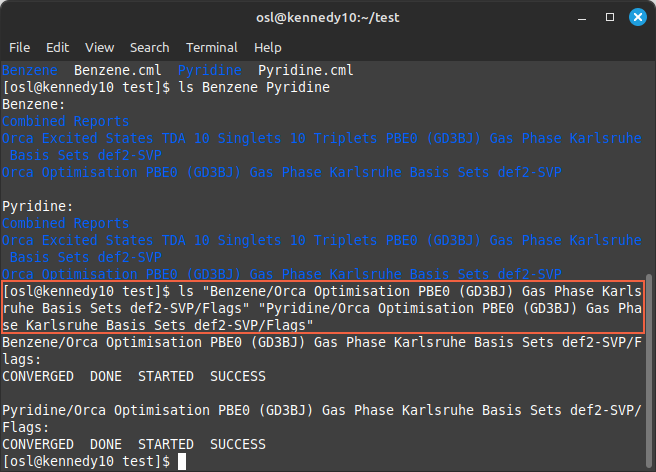 osl@kennedy10:~/test
File Edit View Search Terminal Help
Benzene Benzene.cml Pyridine Pyridine.cml
[osl@kennedy10 test]$ ls Benzene Pyridine
Benzene:
Combined Reports
Orca Excited States TDA 10 Singlets 10 Triplets PBE0 (GD3BJ) Gas Phase Karlsruhe
 Basis Sets def2-SVP
Orca Optimisation PBE0 (GD3BJ) Gas Phase Karlsruhe Basis Sets def2-SVP
Pyridine:
Combined Reports
Orca Excited States TDA 10 Singlets 10 Triplets PBE0 (GD3BJ) Gas Phase Karlsruhe
 Basis Sets def2-SVP
Orca Optimisation PBE0 (GD3BJ) Gas Phase Karlsruhe Basis Sets def2-SVP
[osl@kennedy10 test]$ ls "Benzene/Orca Optimisation PBE0 (GD3BJ) Gas Phase Karls
ruhe Basis Sets def2-SVP/Flags" "Pyridine/Orca Optimisation PBE0 (GD3BJ) Gas Pha
se Karlsruhe Basis Sets def2-SVP/Flags"
Benzene/Orca Optimisation PBE0 (GD3BJ) Gas Phase Karlsruhe Basis Sets def2-SVP/F
lags:
CONVERGED DONE STARTED SUCCESS
Pyridine/Orca Optimisation PBE0 (GD3BJ) Gas Phase Karlsruhe Basis Sets def2-SVP/
Flags:
CONVERGED DONE STARTED SUCCESS
[osl@kennedy10 test]$